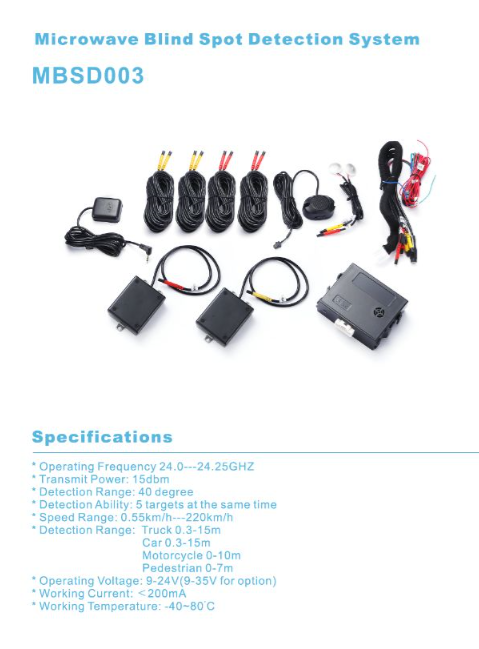 Microwave Blind Spot Detection System
MBSD003
Specifications
* Operating Frequency 24.0---24.25GHZ
* Transmit Power: 15dbm
* Detection Range: 40 degree
* Detection Ability: 5 targets at the same time
* Speed Range: 0.55km/h---220km/h
* Detection Range: Truck 0.3-15m
Car 0.3-15m
Motorcycle 0-10m
Pedestrian 0-7m
* Operating Voltage: 9-24V(9-35V for option)
* Working Current: <200mA
* Working Temperature: -40~80°C